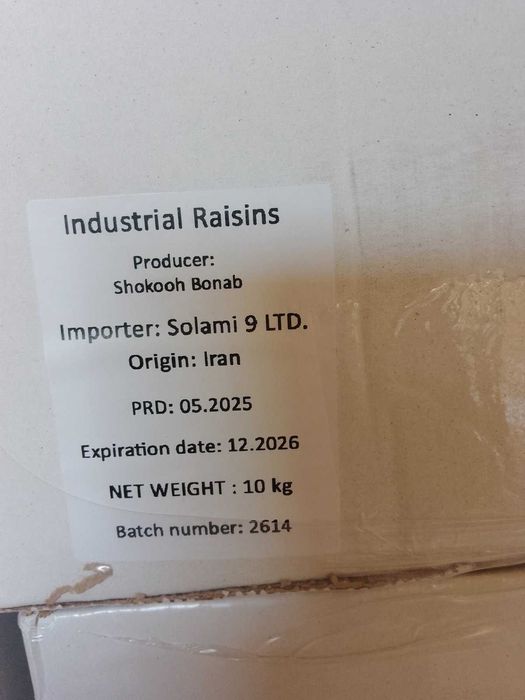 Industrial Raisins
Producer:
Shokooh Bonab
Importer: Solami 9 LTD.
Origin: Iran
PRD: 05.2025
Expiration date: 12.2026
NET WEIGHT : 10 kg
Batch number: 2614